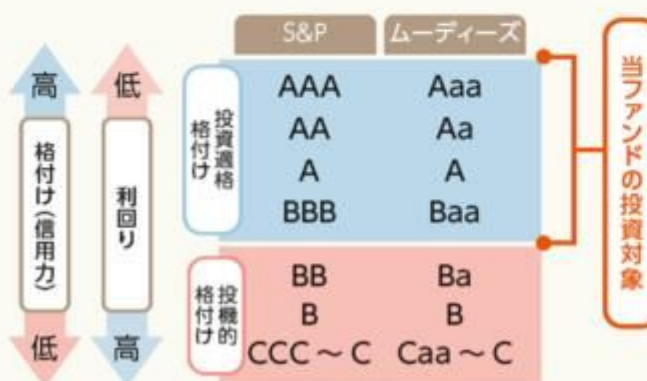 S&P ムーディーズ
高 低
格付け(信用力)
利回り
低 高
投資適格
格付け
AAA Aaa
AA Aa
A A
BBB Baa
投機的
格付け
BB Ba
B B
CCC～C Caa～C
当ファンドの投資対象